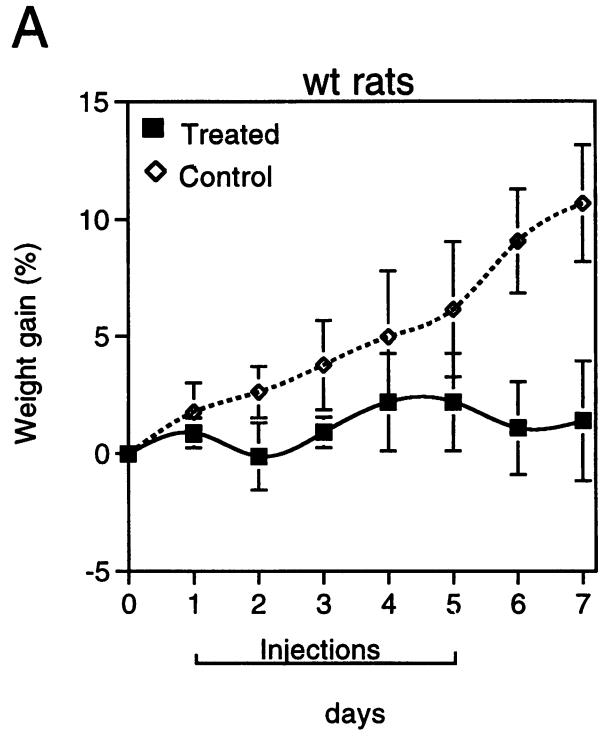 A
wt rats
15
Treated
Control
10
5
0
-5
Weight gain (%)
0 1 2 3 4 5 6 7
Injections
days